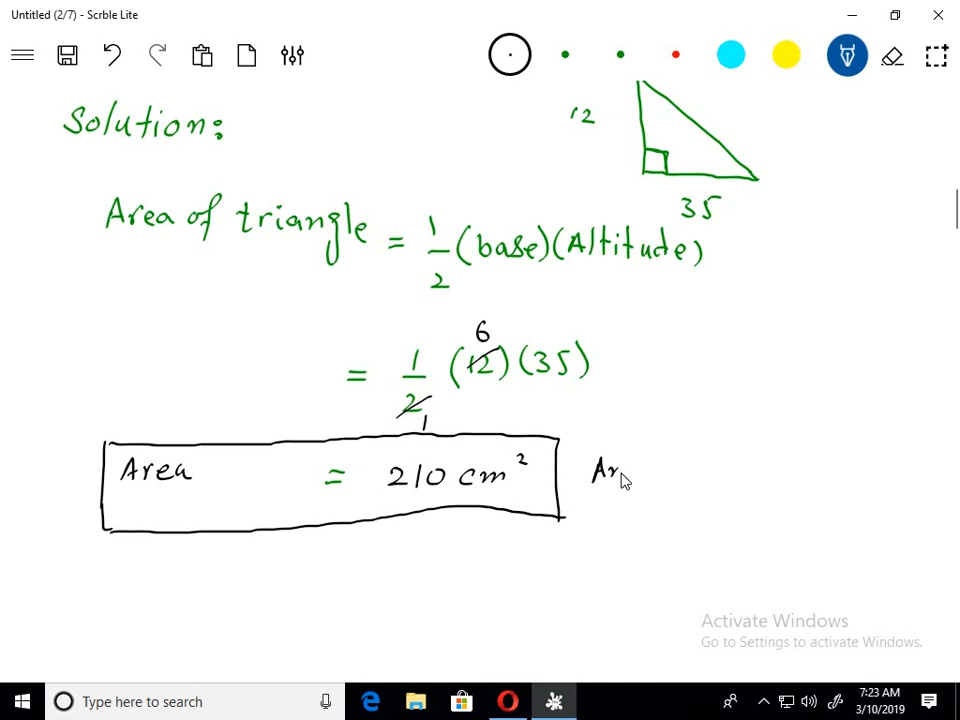 Untitled (2/7) - Scrble Lite
Solution:
12
35
Area of triangle = 1/2 (base)(Altitude)
6
= 1/2 (12)(35)
1
Area = 210 cm²
Ar
Activate Windows
Go to Settings to activate Windows.
Type here to search
7:23 AM
3/10/2019